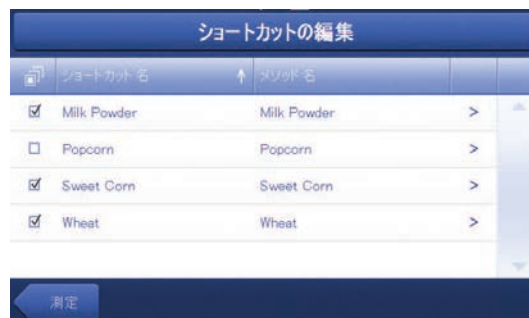 ショートカットの編集
ショートカット名 メソッド名
Milk Powder Milk Powder >
Popcorn Popcorn >
Sweet Corn Sweet Corn >
Wheat Wheat >
測定